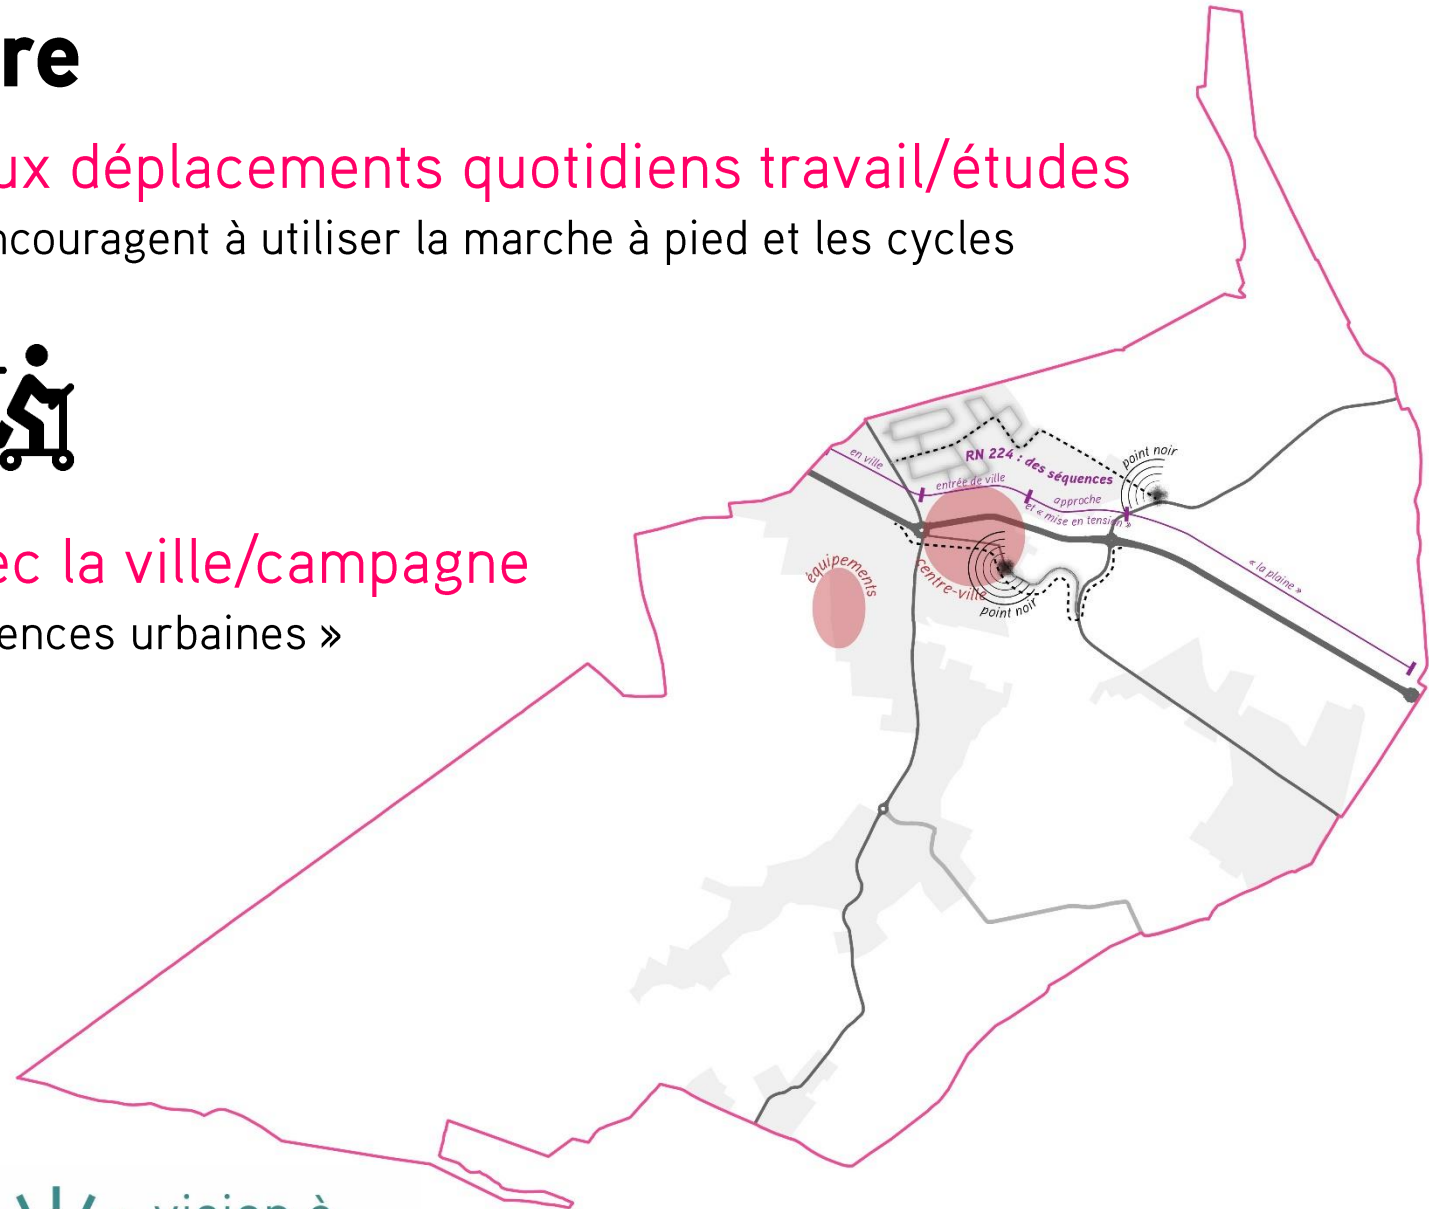 re
ux déplacements quotidiens travail/études
ncouragent à utiliser la marche à pied et les cycles
ec la ville/campagne
ences urbaines »
en ville
RN 224 : des séquences
entrée de ville
approche
et « mise en tension »
point noir
« la plaine »
équipements
centre-ville
point noir
vision à